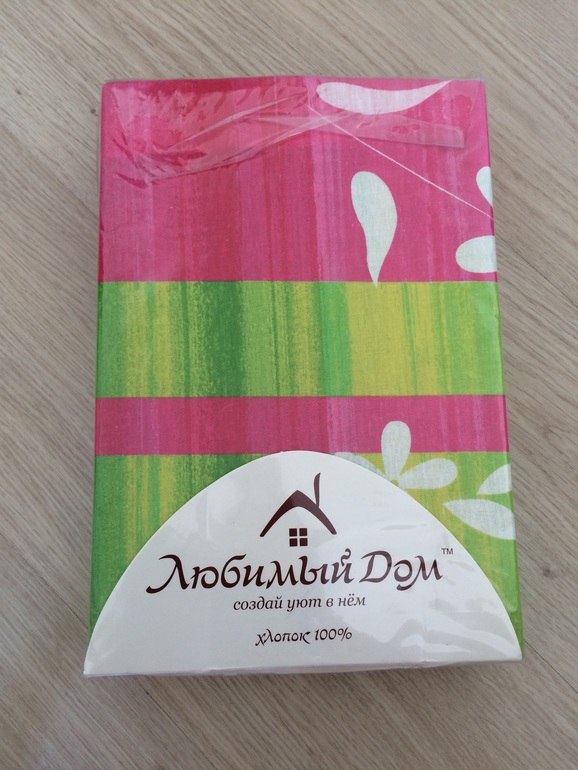 Любимый Дом™
создай уют в нём
хлопок 100%